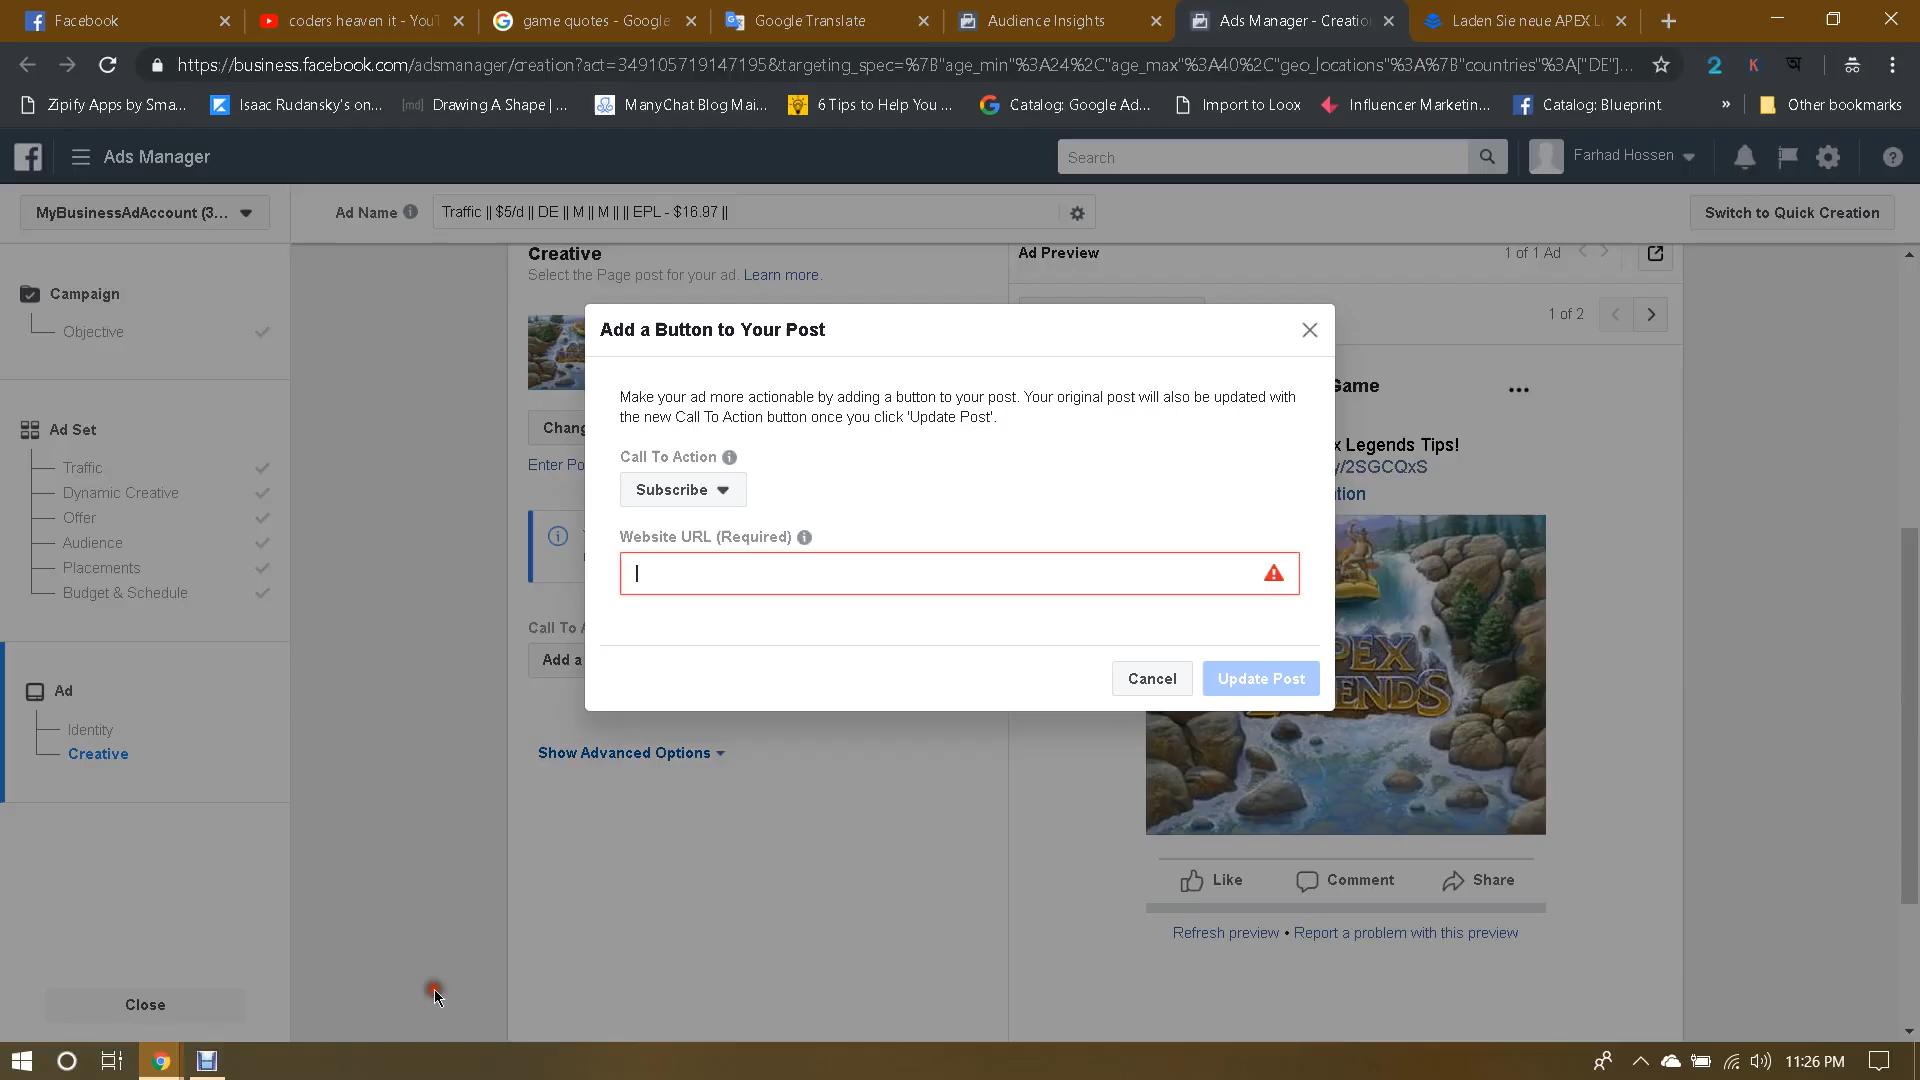 Facebook
coders heaven it - YouT
game quotes - Google
Google Translate
Audience Insights
Ads Manager - Creatio
Laden Sie neue APEX L
https://business.facebook.com/adsmanager/creation?act=349105719147195&targeting_spec=%7B"age_min"%3A24%2C"age_max"%3A40%2C"geo_locations"%3A%7B"countries"%3A["DE"]...
2
K
অ
Zipify Apps by Sma...
Isaac Rudansky's on...
[md]
Drawing A Shape | ...
ManyChat Blog Mai...
6 Tips to Help You ...
Catalog: Google Ad...
Import to Loox
Influencer Marketin...
Catalog: Blueprint
»
Other bookmarks
Ads Manager
Search
Farhad Hossen
MyBusinessAdAccount (3...
Ad Name
Traffic || $5/d || DE || M || M || || EPL - $16.97 ||
Switch to Quick Creation
Campaign
Objective
Ad Set
Traffic
Dynamic Creative
Offer
Audience
Placements
Budget & Schedule
Ad
Identity
Creative
Close
Creative
Select the Page post for your ad. Learn more.
Chang
Enter Po
Call To A
Add a
Show Advanced Options
Ad Preview
1 of 1 Ad
1 of 2
Game
x Legends Tips!
y/2SGCQxS
tion
PEX
ENDS
Like
Comment
Share
Refresh preview • Report a problem with this preview
Add a Button to Your Post
Make your ad more actionable by adding a button to your post. Your original post will also be updated with
the new Call To Action button once you click 'Update Post'.
Call To Action
Subscribe
Website URL (Required)
Cancel
Update Post
11:26 PM